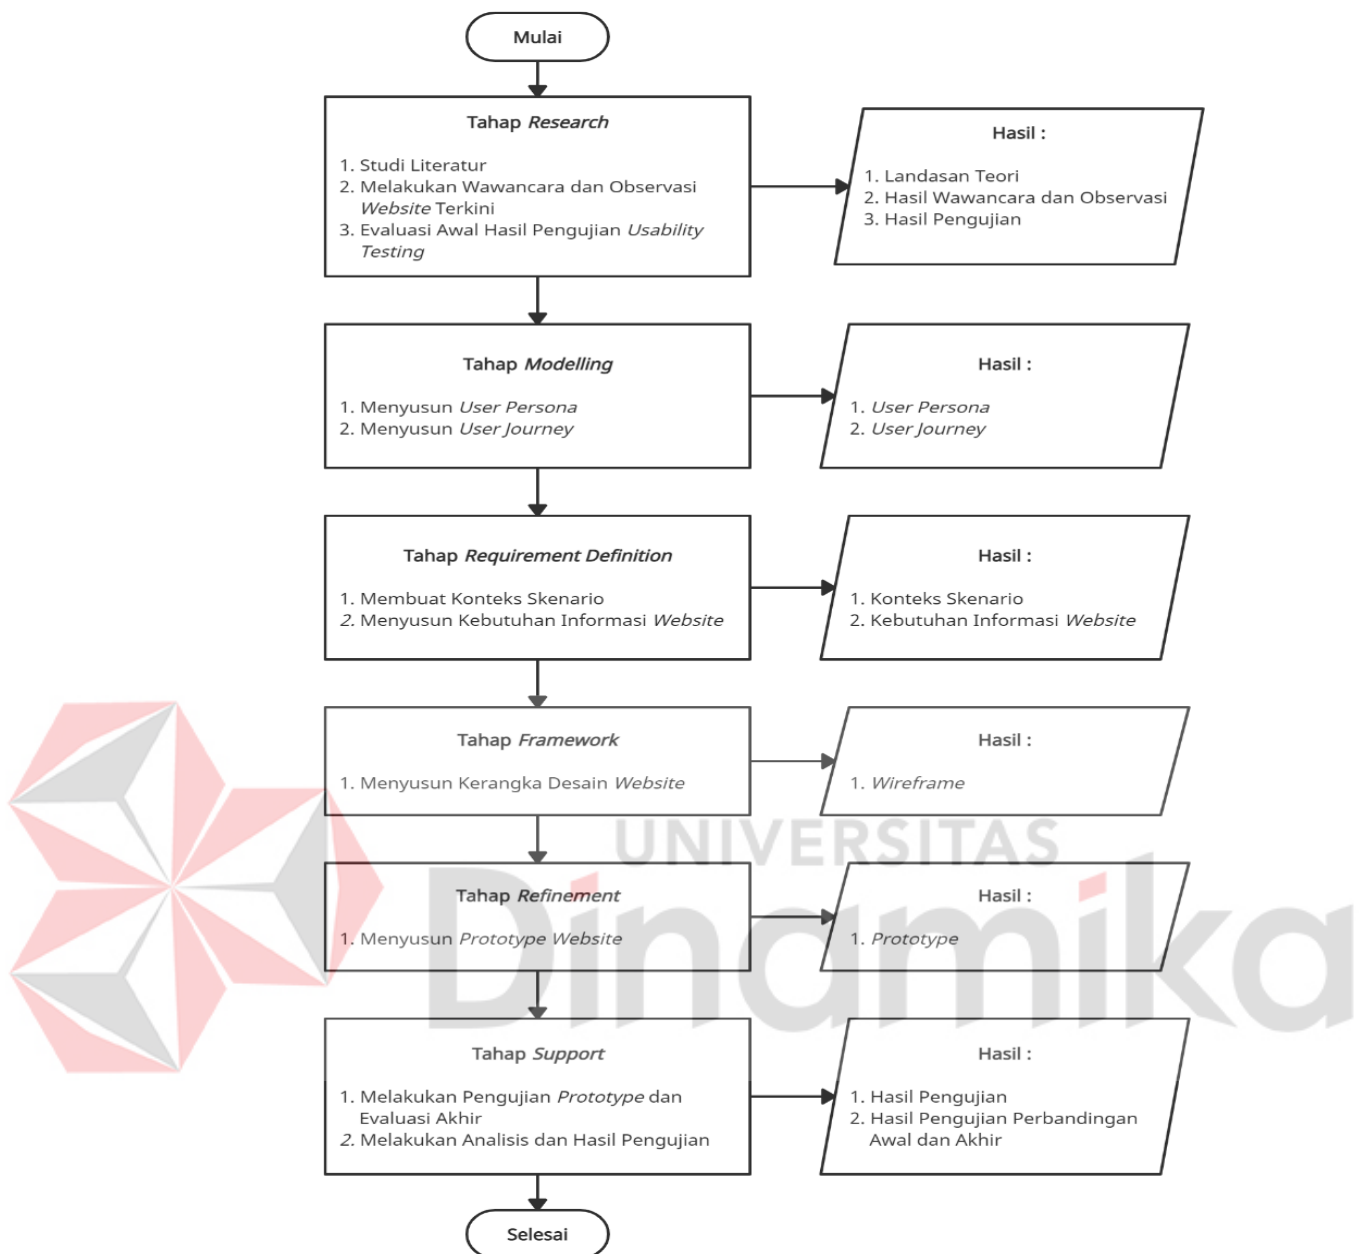 Mulai
Tahap Research
1. Studi Literatur
2. Melakukan Wawancara dan Observasi
Website Terkini
3. Evaluasi Awal Hasil Pengujian Usability
Testing
Hasil :
1. Landasan Teori
2. Hasil Wawancara dan Observasi
3. Hasil Pengujian
Tahap Modelling
1. Menyusun User Persona
2. Menyusun User Journey
Hasil :
1. User Persona
2. User Journey
Tahap Requirement Definition
1. Membuat Konteks Skenario
2. Menyusun Kebutuhan Informasi Website
Hasil :
1. Konteks Skenario
2. Kebutuhan Informasi Website
Tahap Framework
1. Menyusun Kerangka Desain Website
Hasil :
1. Wireframe
UNIVERSITAS
Dinamika
Tahap Refinement
1. Menyusun Prototype Website
Hasil :
1. Prototype
Tahap Support
1. Melakukan Pengujian Prototype dan
Evaluasi Akhir
2. Melakukan Analisis dan Hasil Pengujian
Hasil :
1. Hasil Pengujian
2. Hasil Pengujian Perbandingan
Awal dan Akhir
Selesai